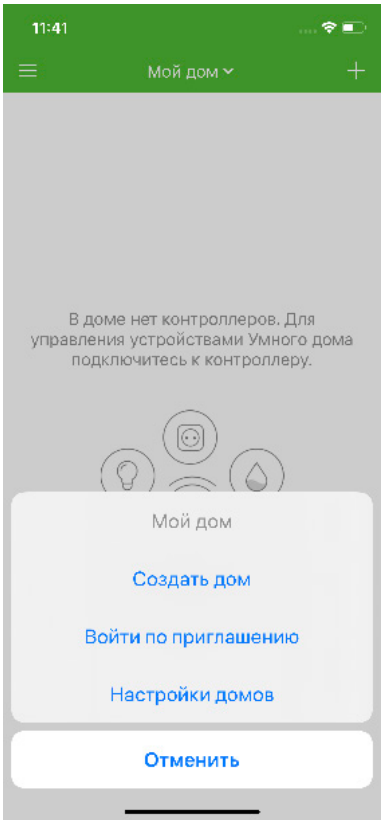 11:41
Мой дом
В доме нет контроллеров. Для
управления устройствами Умного дома
подключитесь к контроллеру.
Мой дом
Создать дом
Войти по приглашению
Настройки домов
Отменить